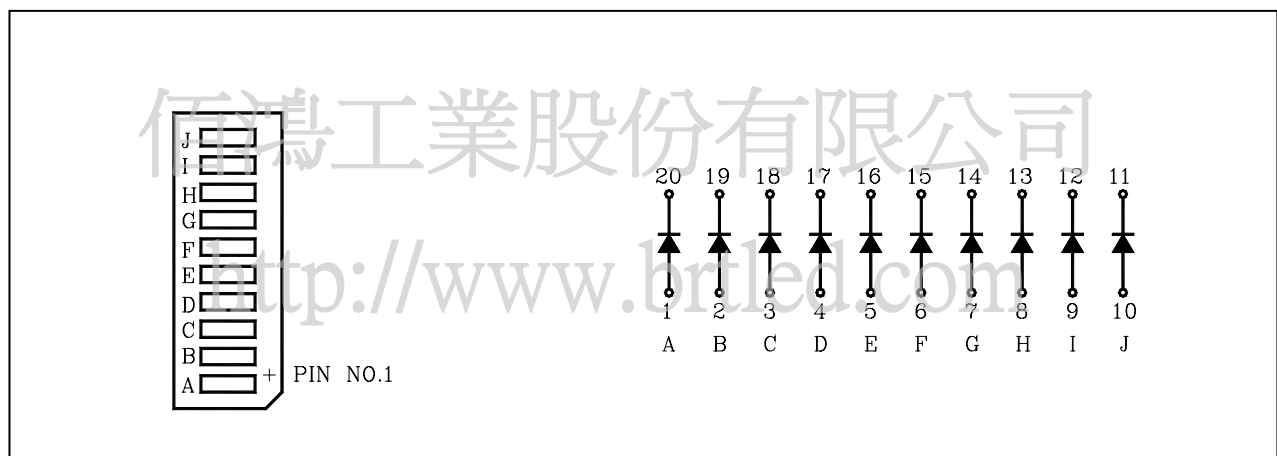 佰鴻工業股份有限公司
http://www.brtled.com
J
I
H
G
F
E
D
C
B
A
+ PIN NO.1
20 19 18 17 16 15 14 13 12 11
1 2 3 4 5 6 7 8 9 10
A B C D E F G H I J